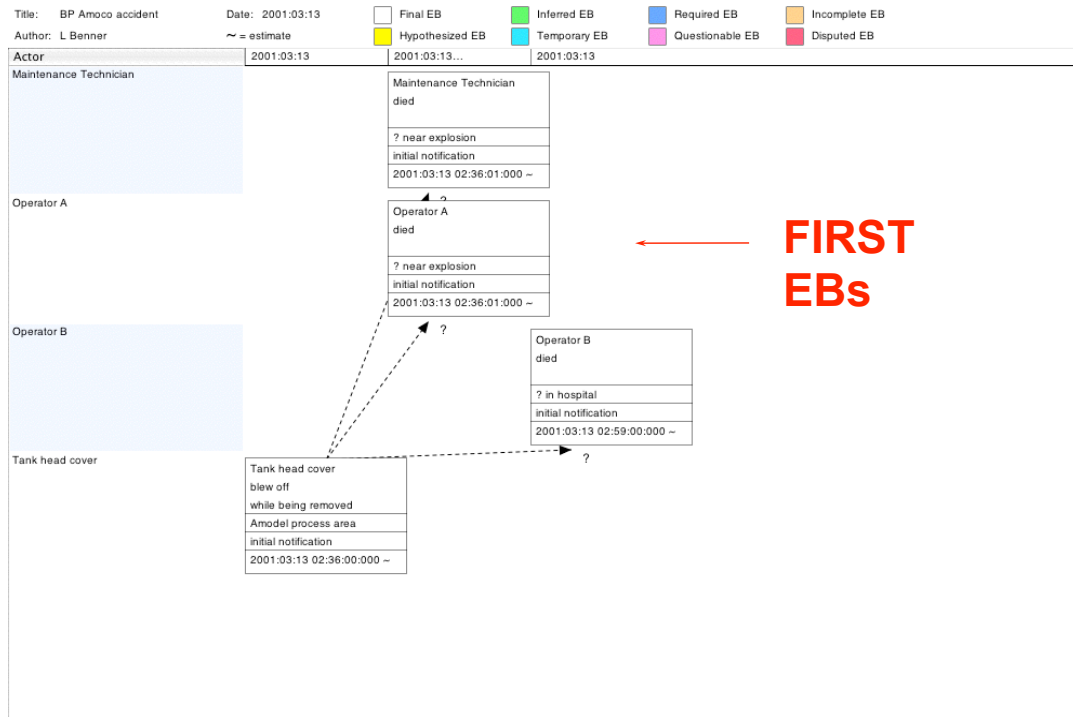 Title: BP Amoco accident Date: 2001:03:13 Final EB Inferred EB Required EB Incomplete EB
Author: L Benner ~ = estimate Hypothesized EB Temporary EB Questionable EB Disputed EB
Actor 2001:03:13 2001:03:13... 2001:03:13
Maintenance Technician
Maintenance Technician
died
? near explosion
initial notification
2001:03:13 02:36:01:000 ~
?
Operator A
Operator A
died
? near explosion
initial notification
2001:03:13 02:36:01:000 ~
?
FIRST
EBs
Operator B
Operator B
died
? in hospital
initial notification
2001:03:13 02:59:00:000 ~
?
Tank head cover
Tank head cover
blew off
while being removed
Amodel process area
initial notification
2001:03:13 02:36:00:000 ~